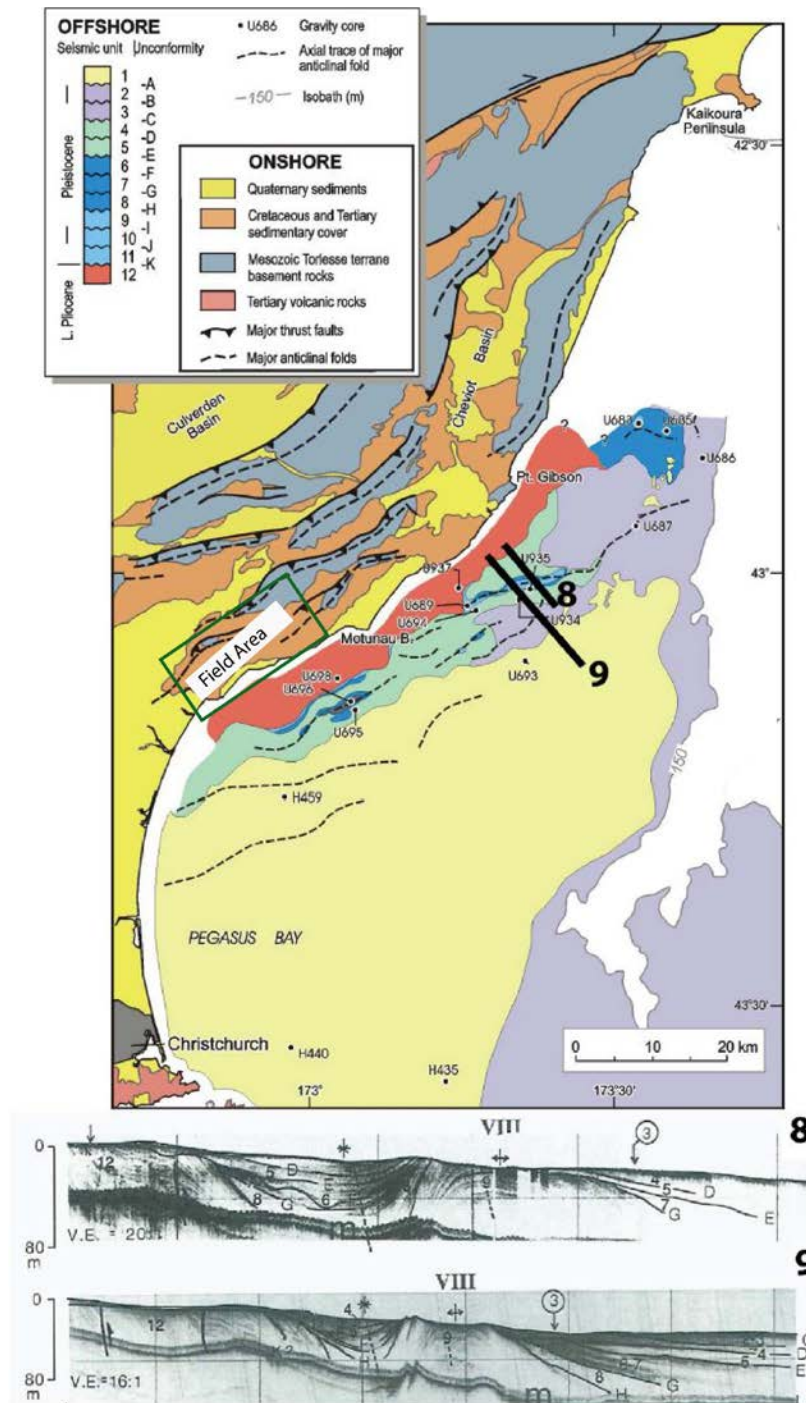 OFFSHORE
Seismic unit
Unconformity
Pleistocene
L. Pliocene
1
2
3
4
5
6
7
8
9
10
11
12
-A
-B
-C
-D
-E
-F
-G
-H
-I
-J
-K
U686 Gravity core
Axial trace of major
anticlinal fold
-150 Isobath (m)
ONSHORE
Quaternary sediments
Cretaceous and Tertiary
sedimentary cover
Mesozoic Torlesse terrane
basement rocks
Tertiary volcanic rocks
Major thrust faults
Major anticlinal folds
Kaikoura
Peninsula
42°30'
Culverden
Basin
Cheviot Basin
?
?
U683
U685
U686
Pt. Gibson
U687
U935
43°
U937
8
U689
U694
U934
Motunau B.
Field Area
9
U693
U698
U696
U695
-150
H459
PEGASUS BAY
43°30'
Christchurch
H440
H435
0 10 20 km
173°
173°30'
VIII
8
0
12
3
5
D
E
8
G
6
9
4
5
D
7
G
E
V.E. = 20:1
m
80
m
9
VIII
0
12
4
3
9
3
4
D
5
E
8
G
H
V.E.=16:1
80
m
m